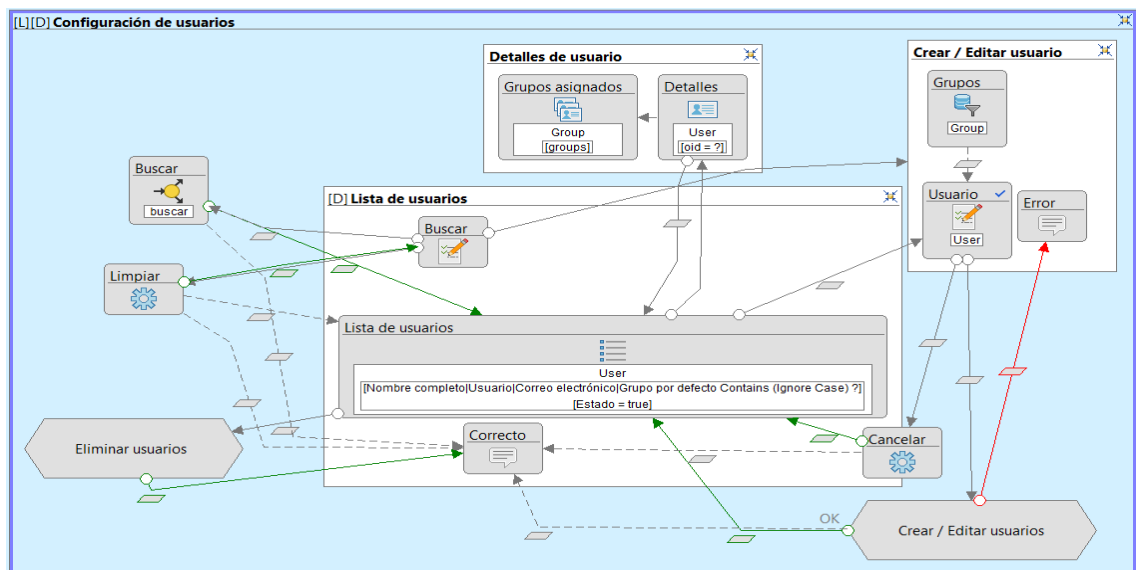 [L][D] Configuración de usuarios
Detalles de usuario
Grupos asignados
Group
[groups]
Detalles
User
[oid = ?]
Crear / Editar usuario
Grupos
Group
Usuario
User
Error
Buscar
buscar
Limpiar
[D] Lista de usuarios
Buscar
Lista de usuarios
User
[Nombre completo|Usuario|Correo electrónico|Grupo por defecto Contains (Ignore Case) ?]
[Estado = true]
Eliminar usuarios
Correcto
Cancelar
OK
Crear / Editar usuarios